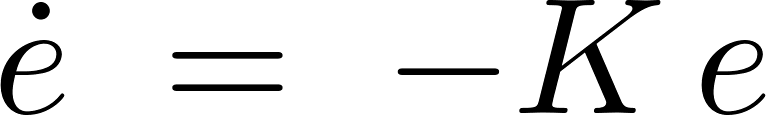 ė = −K e